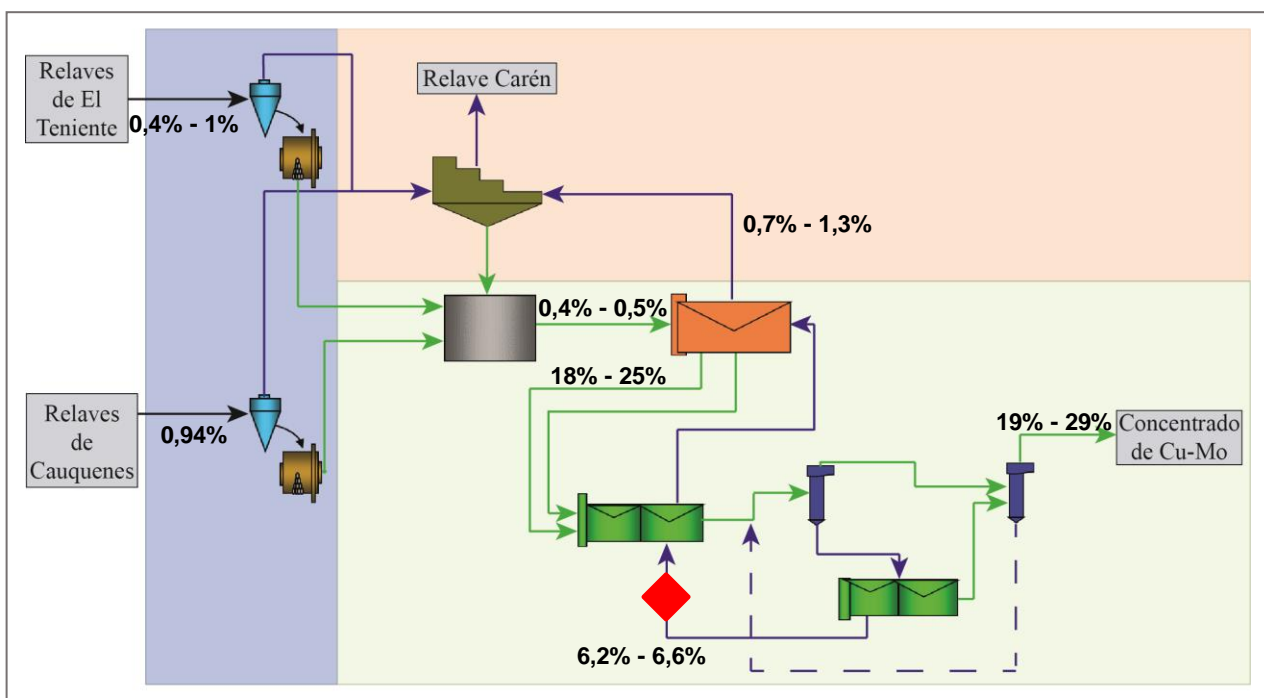 Relaves
de El
Teniente
0,4% - 1%
Relave Carén
0,7% - 1,3%
0,4% - 0,5%
18% - 25%
Relaves
de
Cauquenes
0,94%
19% - 29%
Concentrado
de Cu-Mo
6,2% - 6,6%